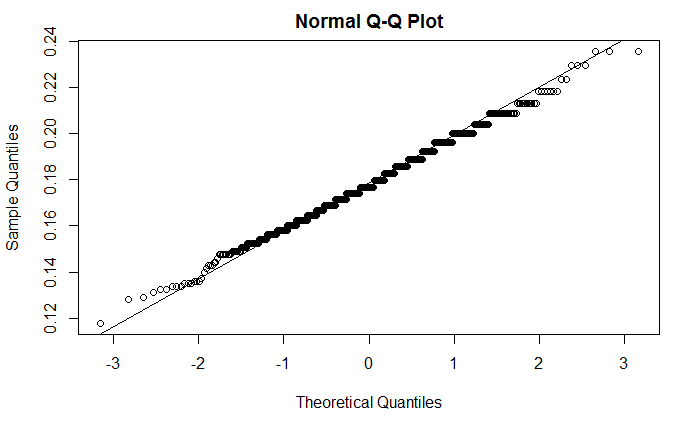 Normal Q-Q Plot
Sample Quantiles
0.24
0.22
0.20
0.18
0.16
0.14
0.12
-3 -2 -1 0 1 2 3
Theoretical Quantiles